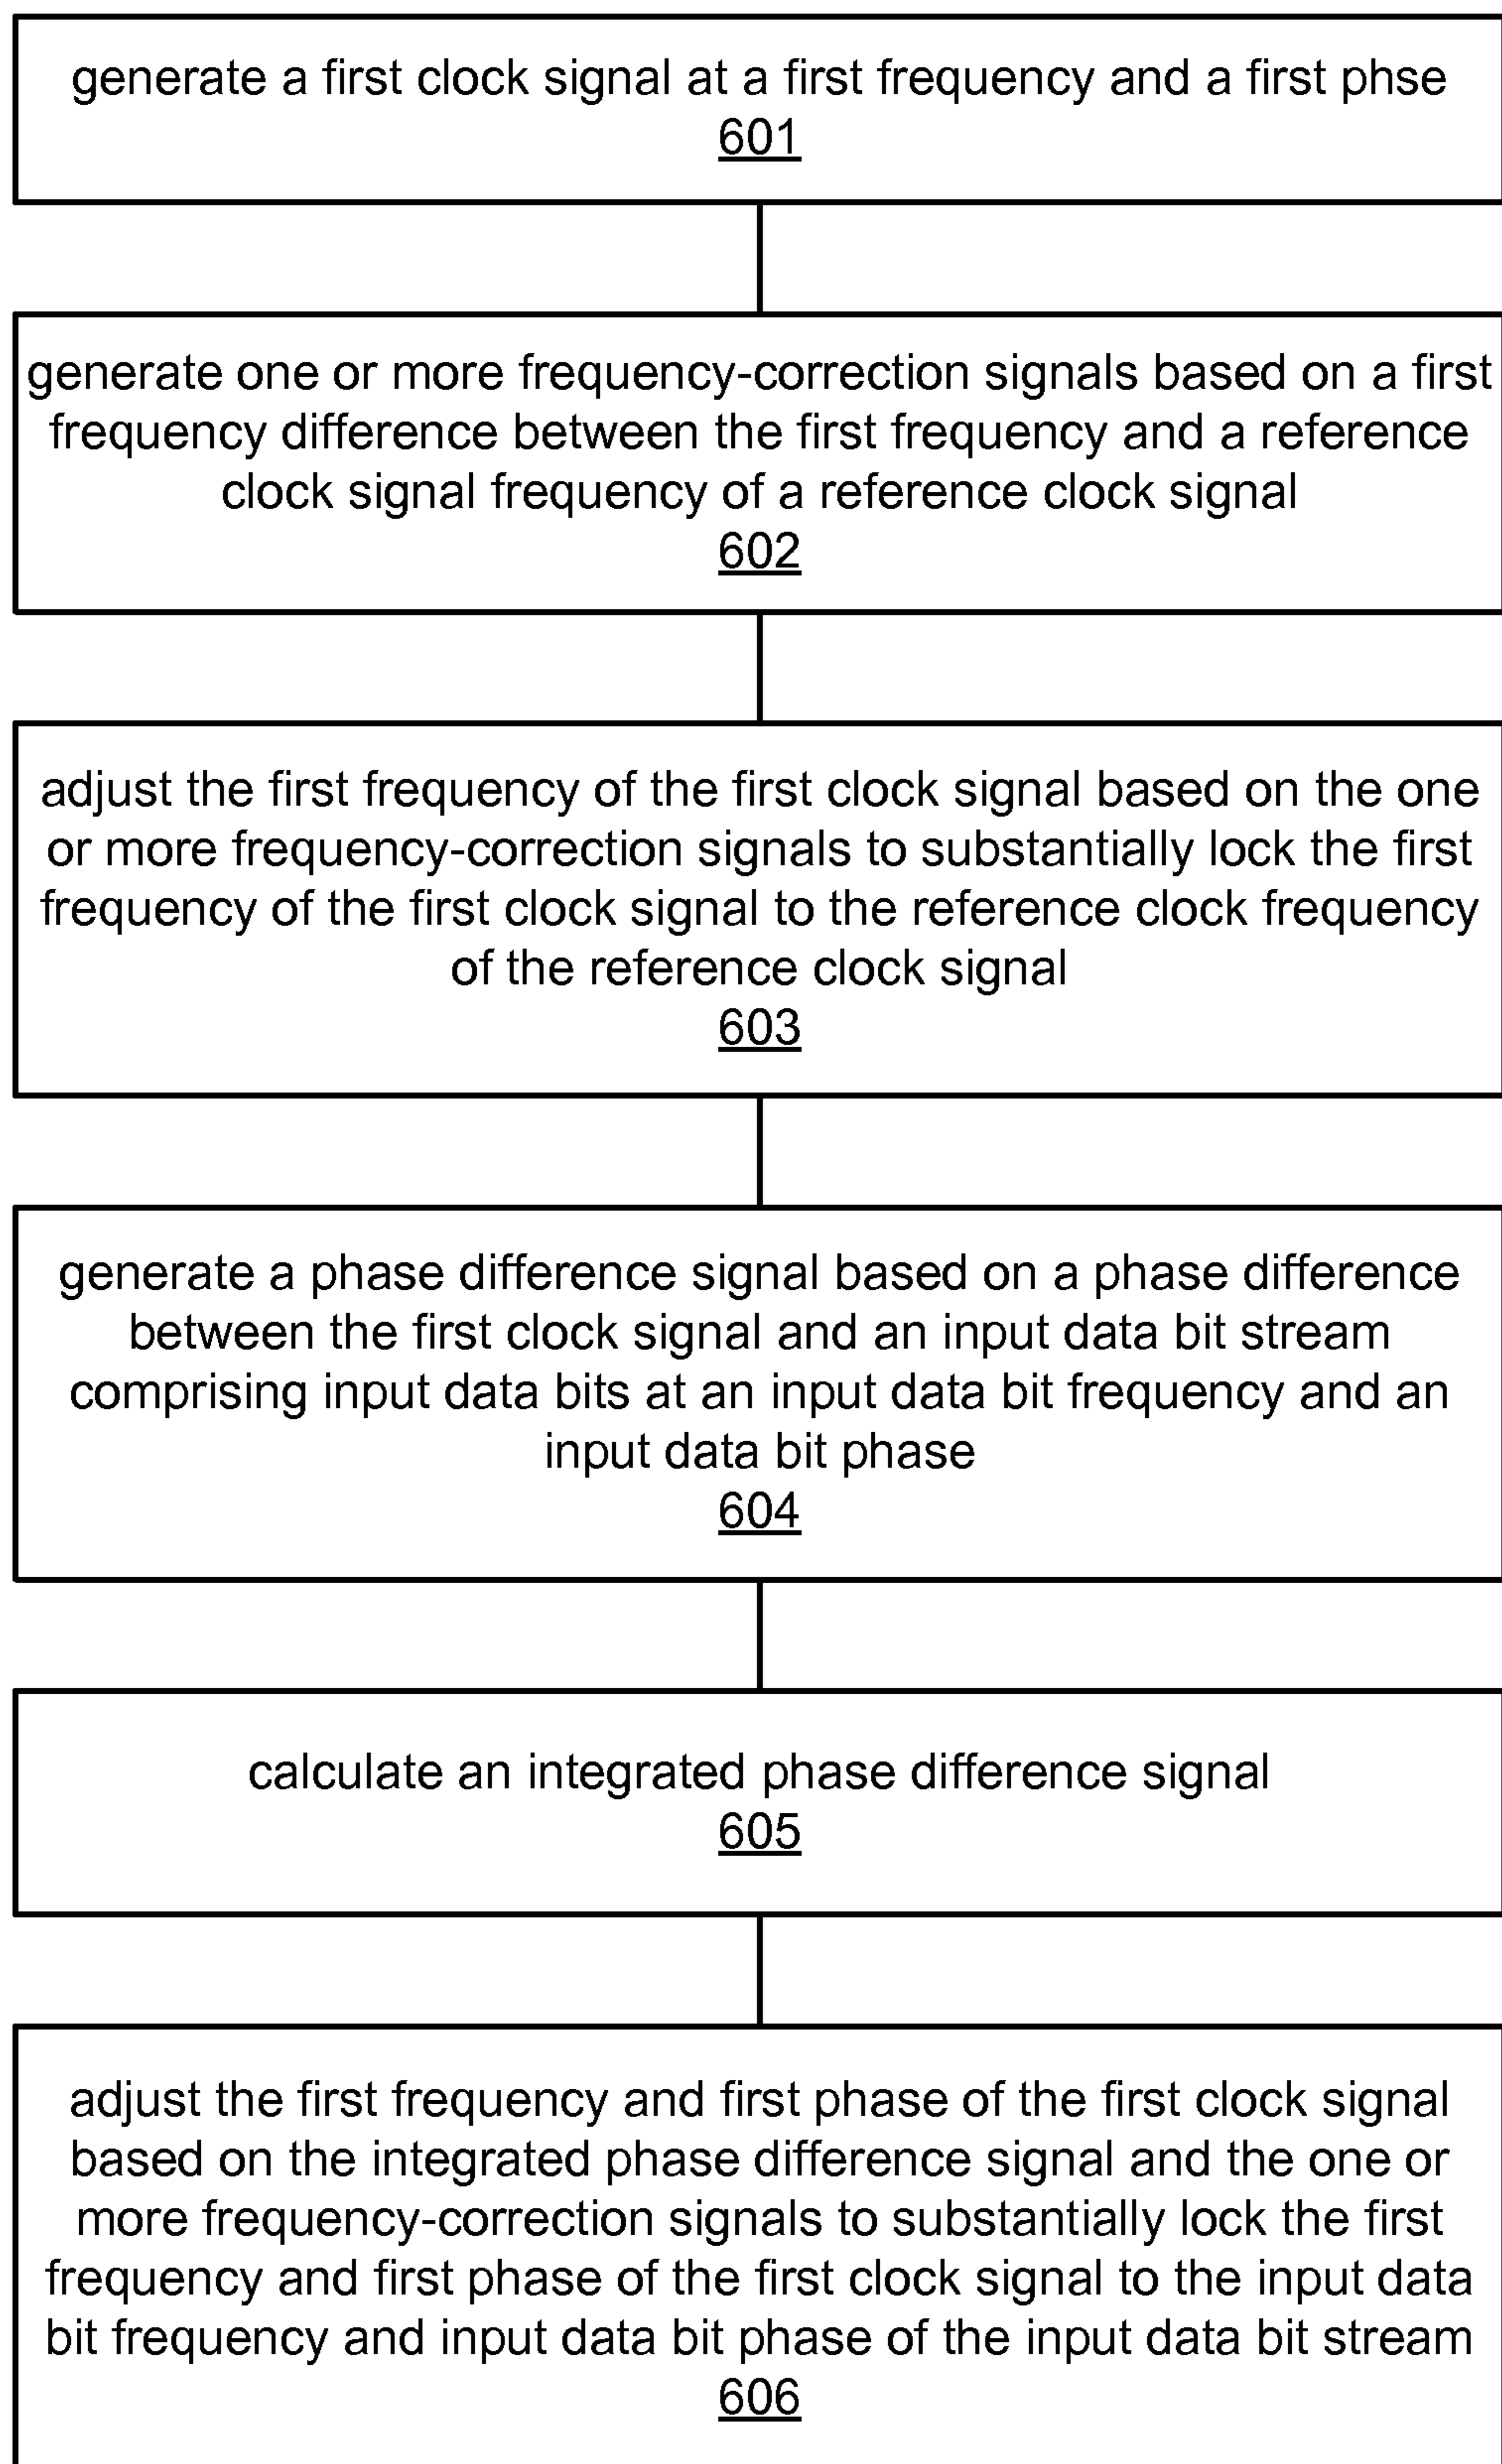 generate a first clock signal at a first frequency and a first phse
601
generate one or more frequency-correction signals based on a first
frequency difference between the first frequency and a reference
clock signal frequency of a reference clock signal
602
adjust the first frequency of the first clock signal based on the one
or more frequency-correction signals to substantially lock the first
frequency of the first clock signal to the reference clock frequency
of the reference clock signal
603
generate a phase difference signal based on a phase difference
between the first clock signal and an input data bit stream
comprising input data bits at an input data bit frequency and an
input data bit phase
604
calculate an integrated phase difference signal
605
adjust the first frequency and first phase of the first clock signal
based on the integrated phase difference signal and the one or
more frequency-correction signals to substantially lock the first
frequency and first phase of the first clock signal to the input data
bit frequency and input data bit phase of the input data bit stream
606